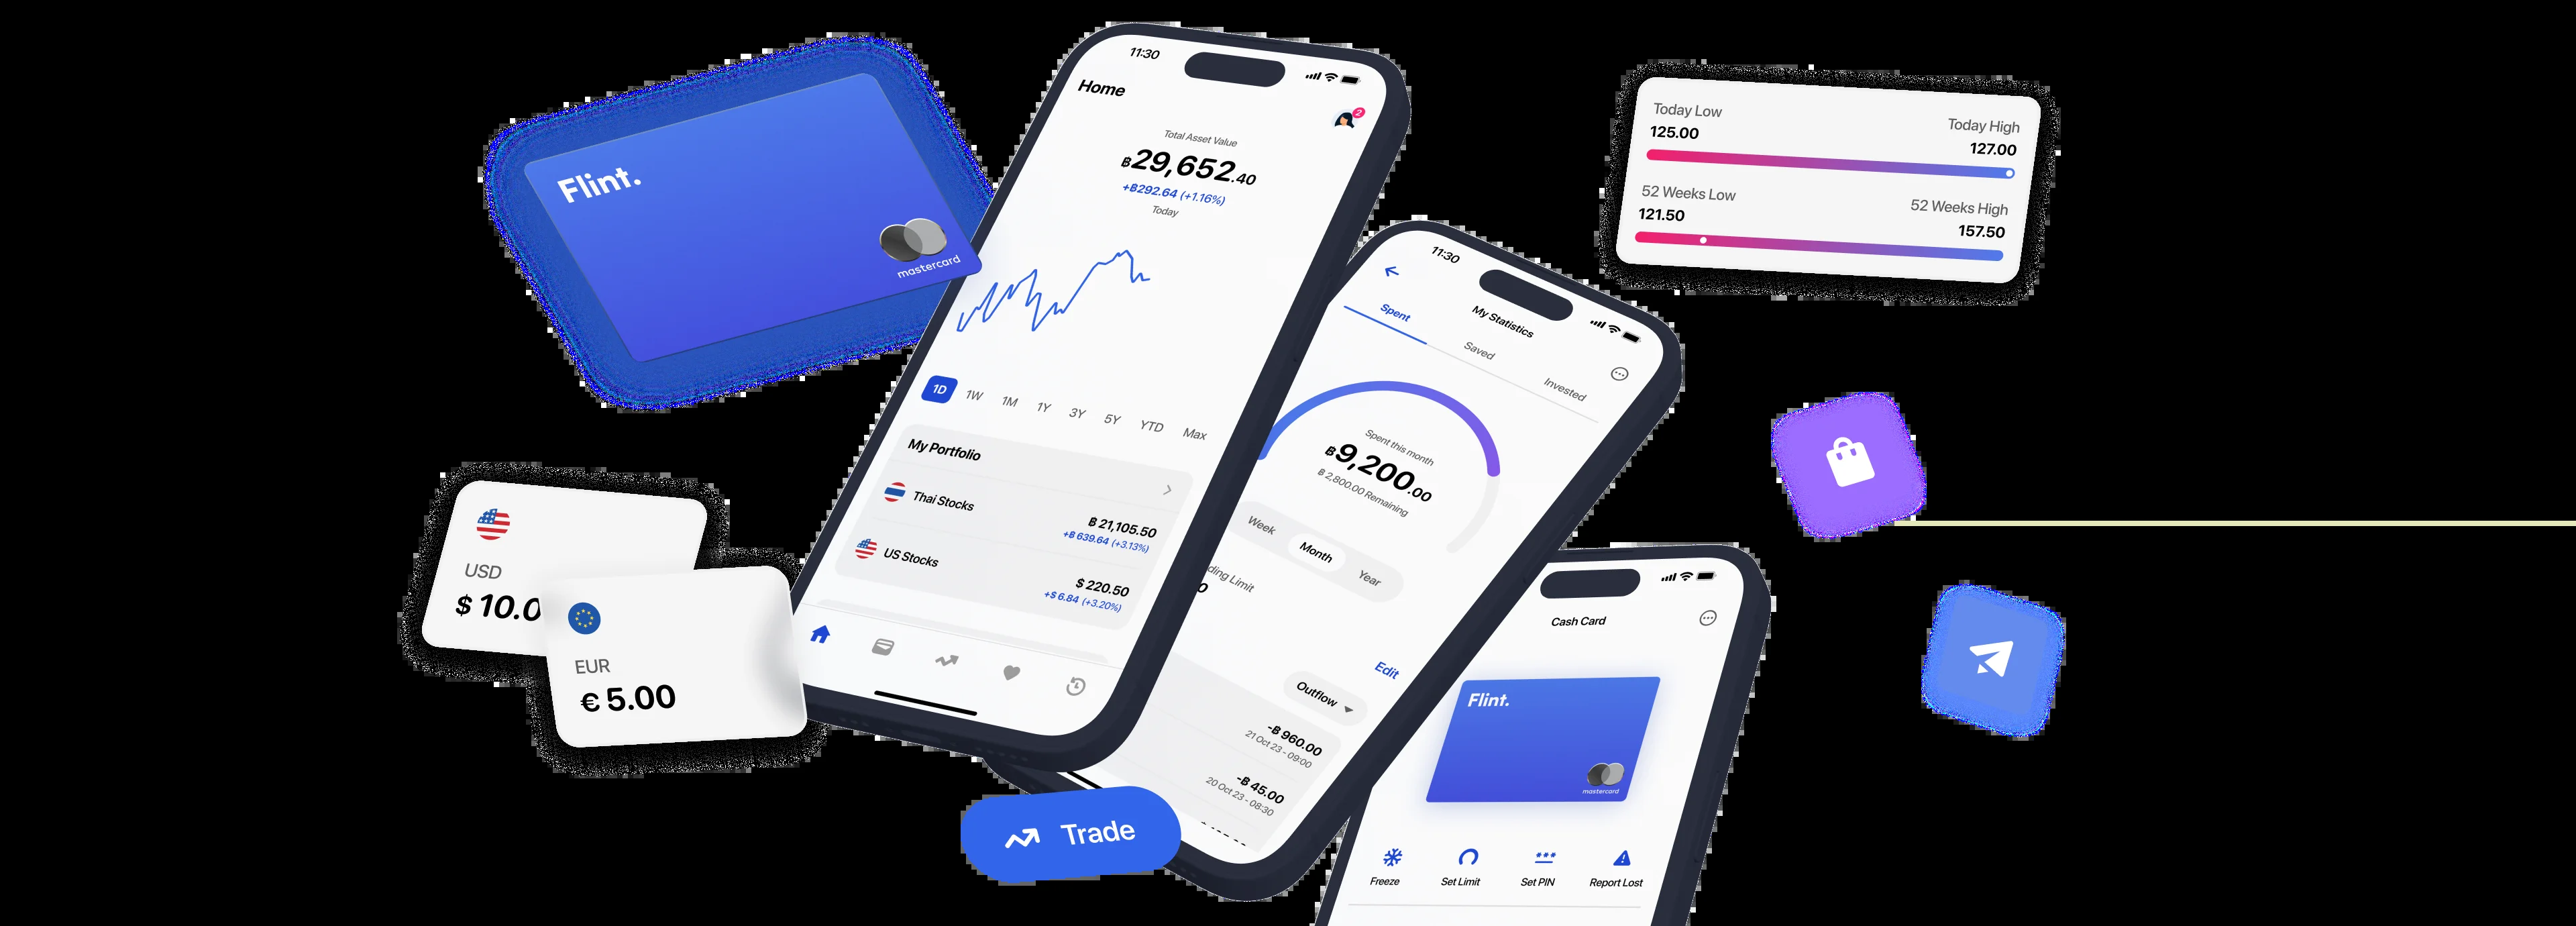 Flint.
mastercard
11:30
Home
2
Total Asset Value
฿29,652.40
+฿292.64 (+1.16%)
Today
1D 1W 1M 1Y 3Y 5Y YTD Max
My Portfolio
Thai Stocks
฿ 21,105.50
+฿ 639.64 (+3.13%)
US Stocks
$ 220.50
+$ 6.84 (+3.20%)
USD
$ 10.0
EUR
€ 5.00
Trade
11:30
My Statistics
Spent Saved Invested
Spent this month
฿9,200.00
฿ 2,800.00 Remaining
Week Month Year
ding Limit
0
Edit
Outflow
-฿ 960.00
21 Oct 23 - 09:00
-฿ 45.00
20 Oct 23 - 08:30
Cash Card
Flint.
mastercard
Freeze Set Limit Set PIN Report Lost
Today Low Today High
125.00 127.00
52 Weeks Low 52 Weeks High
121.50 157.50